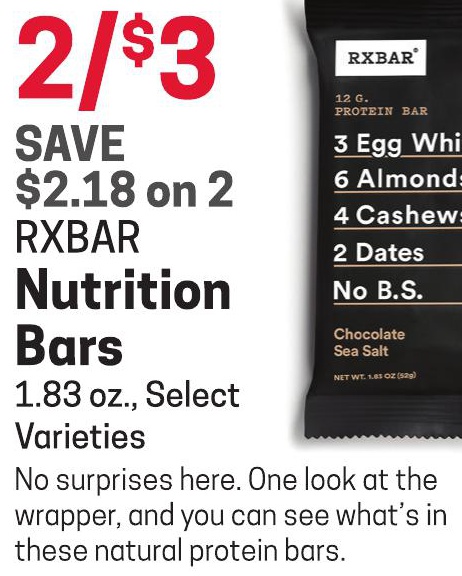 2/$3
SAVE
$2.18 on 2
RXBAR
Nutrition
Bars
1.83 oz., Select
Varieties
No surprises here. One look at the
wrapper, and you can see what's in
these natural protein bars.
RXBAR®
12 G.
PROTEIN BAR
3 Egg Whi
6 Almonds
4 Cashews
2 Dates
No B.S.
Chocolate
Sea Salt
NET WT. 1.83 OZ (52g)